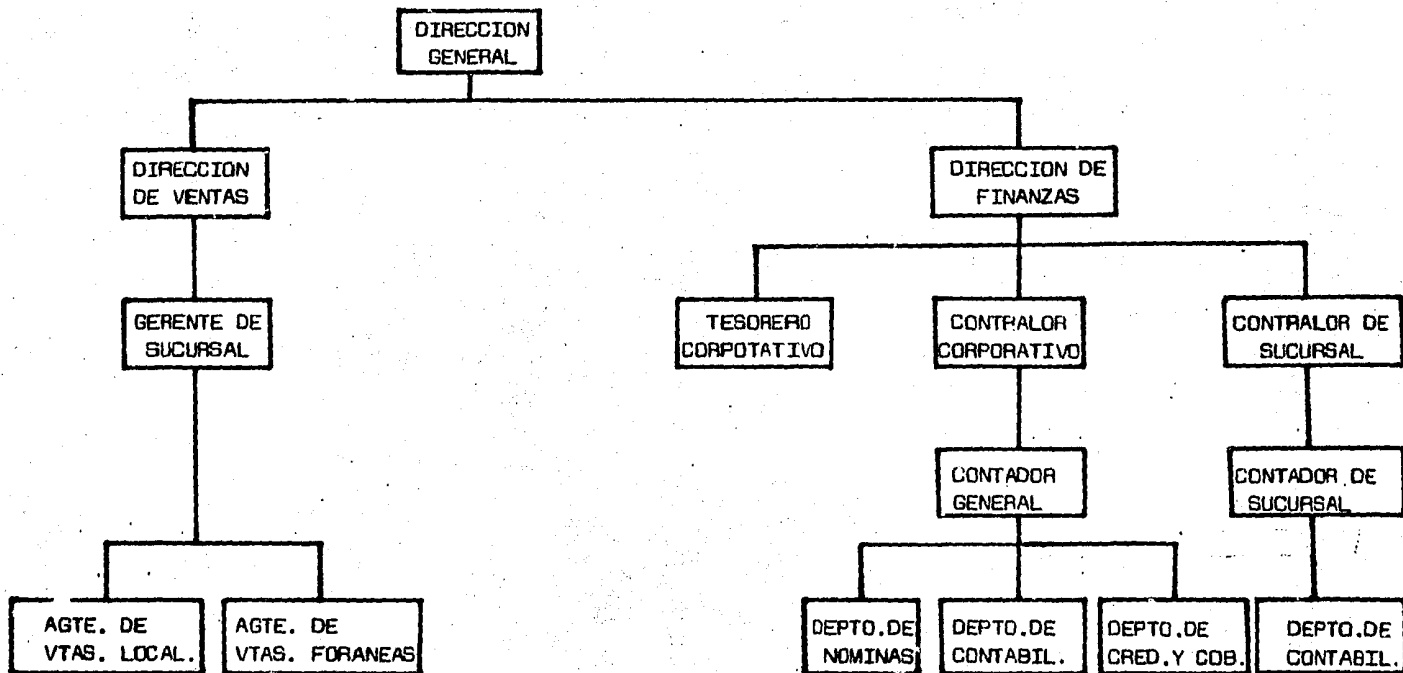 DIRECCION
GENERAL
DIRECCION
DE VENTAS
DIRECCION DE
FINANZAS
GERENTE DE
SUCURSAL
TESORERO
CORPOTATIVO
CONTRALOR
CORPORATIVO
CONTRALOR DE
SUCURSAL
CONTADOR
GENERAL
CONTADOR DE
SUCURSAL
AGTE. DE
VTAS. LOCAL.
AGTE. DE
VTAS. FORANEAS
DEPTO.DE
NOMINAS
DEPTO.DE
CONTABIL.
DEPTO.DE
CRED.Y COB.
DEPTO.DE
CONTABIL.